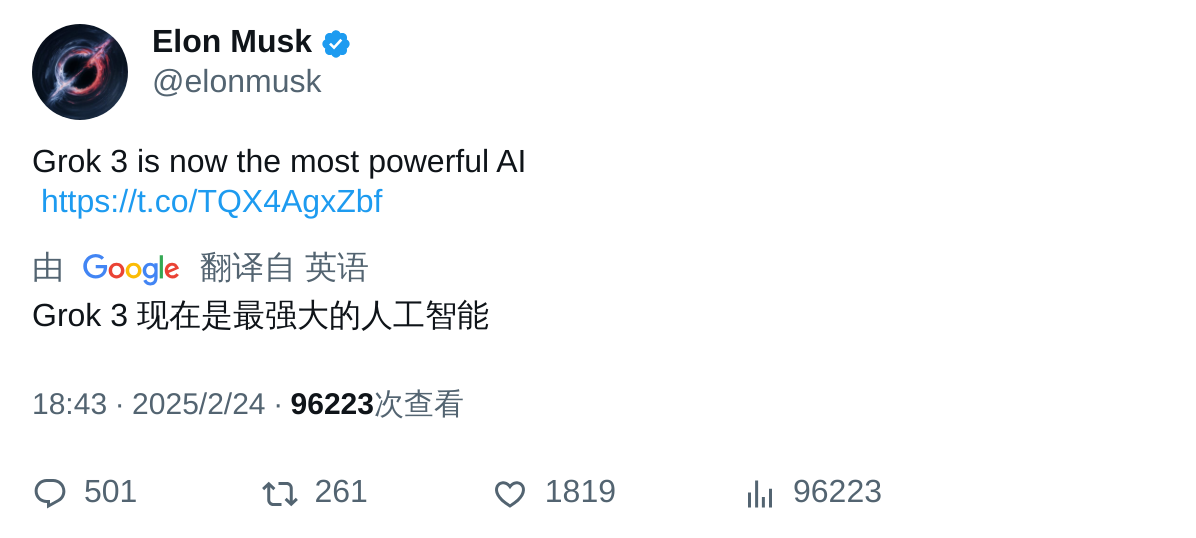 Elon Musk
@elonmusk
Grok 3 is now the most powerful AI
https://t.co/TQX4AgxZbf
由 Google 翻译自 英语
Grok 3 现在是最强大的人工智能
18:43 · 2025/2/24 · 96223次查看
501 261 1819 96223